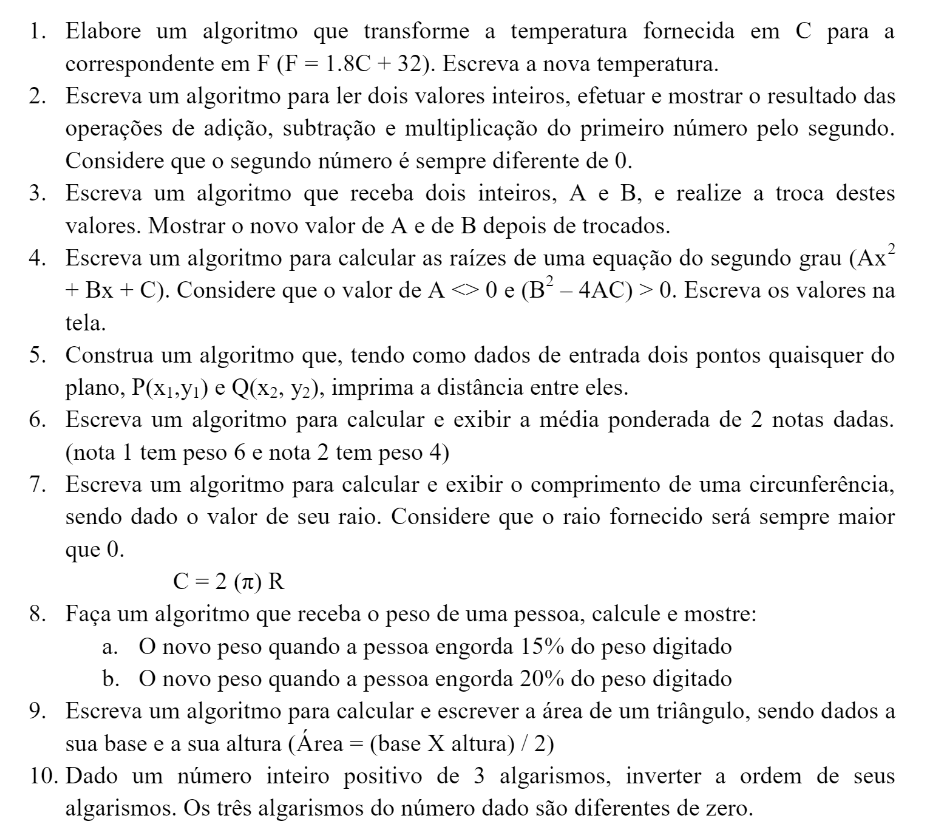 1. Elabore um algoritmo que transforme a temperatura fornecida em C para a
correspondente em F (F = 1.8C + 32). Escreva a nova temperatura.
2. Escreva um algoritmo para ler dois valores inteiros, efetuar e mostrar o resultado das
operações de adição, subtração e multiplicação do primeiro número pelo segundo.
Considere que o segundo número é sempre diferente de 0.
3. Escreva um algoritmo que receba dois inteiros, A e B, e realize a troca destes
valores. Mostrar o novo valor de A e de B depois de trocados.
4. Escreva um algoritmo para calcular as raízes de uma equação do segundo grau (Ax²
+ Bx + C). Considere que o valor de A <> 0 e (B² – 4AC) > 0. Escreva os valores na
tela.
5. Construa um algoritmo que, tendo como dados de entrada dois pontos quaisquer do
plano, P(x₁,y₁) e Q(x₂, y₂), imprima a distância entre eles.
6. Escreva um algoritmo para calcular e exibir a média ponderada de 2 notas dadas.
(nota 1 tem peso 6 e nota 2 tem peso 4)
7. Escreva um algoritmo para calcular e exibir o comprimento de uma circunferência,
sendo dado o valor de seu raio. Considere que o raio fornecido será sempre maior
que 0.
C = 2 (π) R
8. Faça um algoritmo que receba o peso de uma pessoa, calcule e mostre:
a. O novo peso quando a pessoa engorda 15% do peso digitado
b. O novo peso quando a pessoa engorda 20% do peso digitado
9. Escreva um algoritmo para calcular e escrever a área de um triângulo, sendo dados a
sua base e a sua altura (Área = (base X altura) / 2)
10. Dado um número inteiro positivo de 3 algarismos, inverter a ordem de seus
algarismos. Os três algarismos do número dado são diferentes de zero.